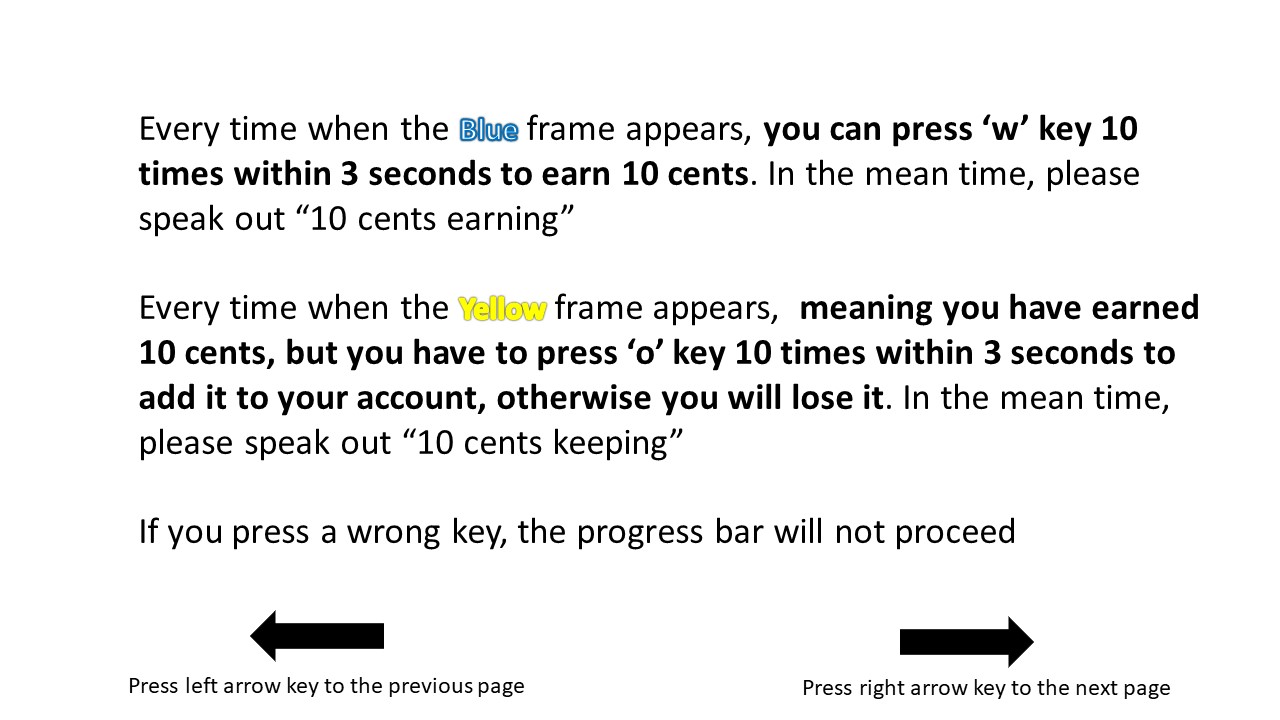 Every time when the Blue frame appears, you can press ‘w’ key 10
times within 3 seconds to earn 10 cents. In the mean time, please
speak out “10 cents earning”
Every time when the Yellow frame appears,  meaning you have earned
10 cents, but you have to press ‘o’ key 10 times within 3 seconds to
add it to your account, otherwise you will lose it. In the mean time,
please speak out “10 cents keeping”
If you press a wrong key, the progress bar will not proceed
Press left arrow key to the previous page
Press right arrow key to the next page